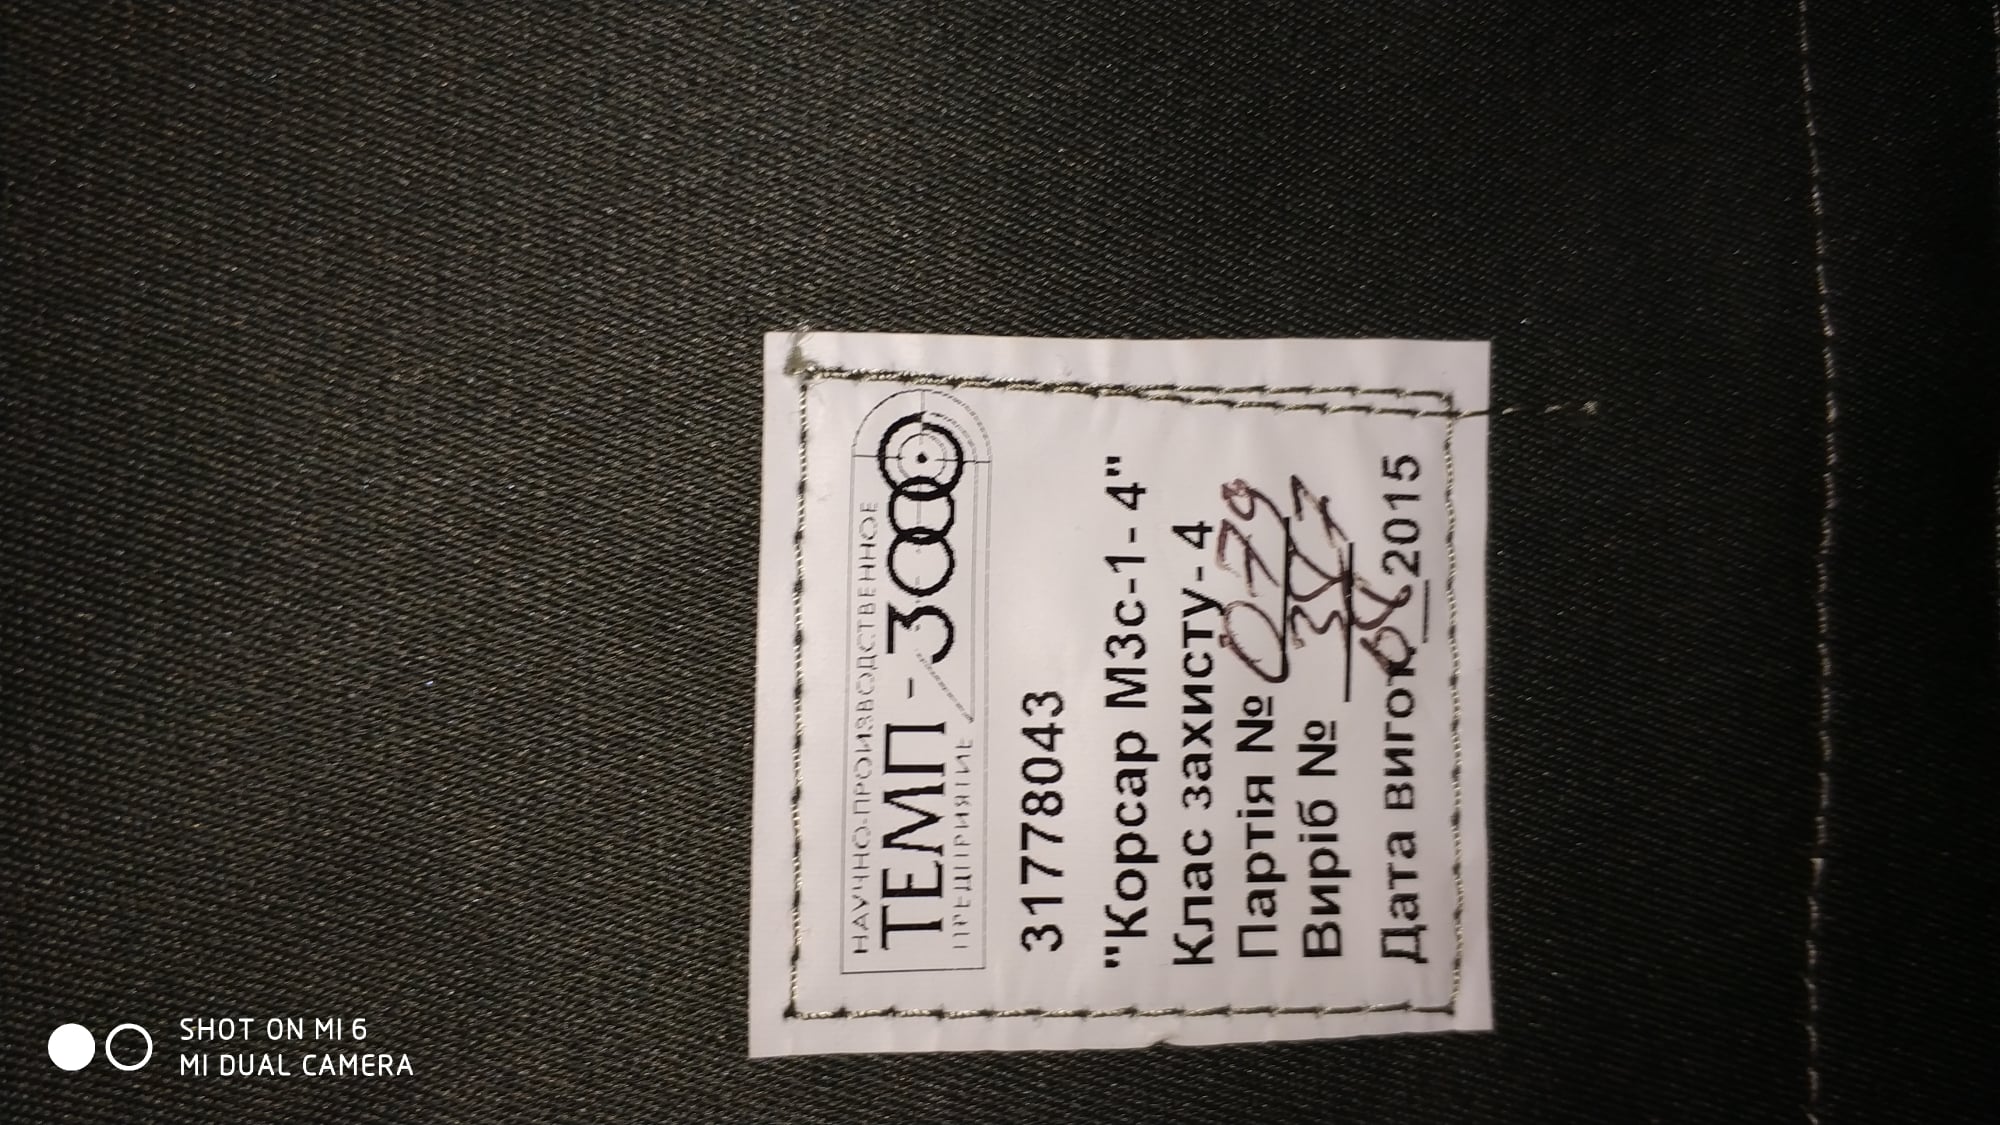 НАУЧНО-ПРОИЗВОДСТВЕННОЕ
ТЕМП - 3000
ПРЕДПРИЯТИЕ
31778043
"Корсар М3с-1- 4"
Клас захисту- 4
Партія № 079
Виріб №
Дата вигот. 2015
SHOT ON MI 6
MI DUAL CAMERA